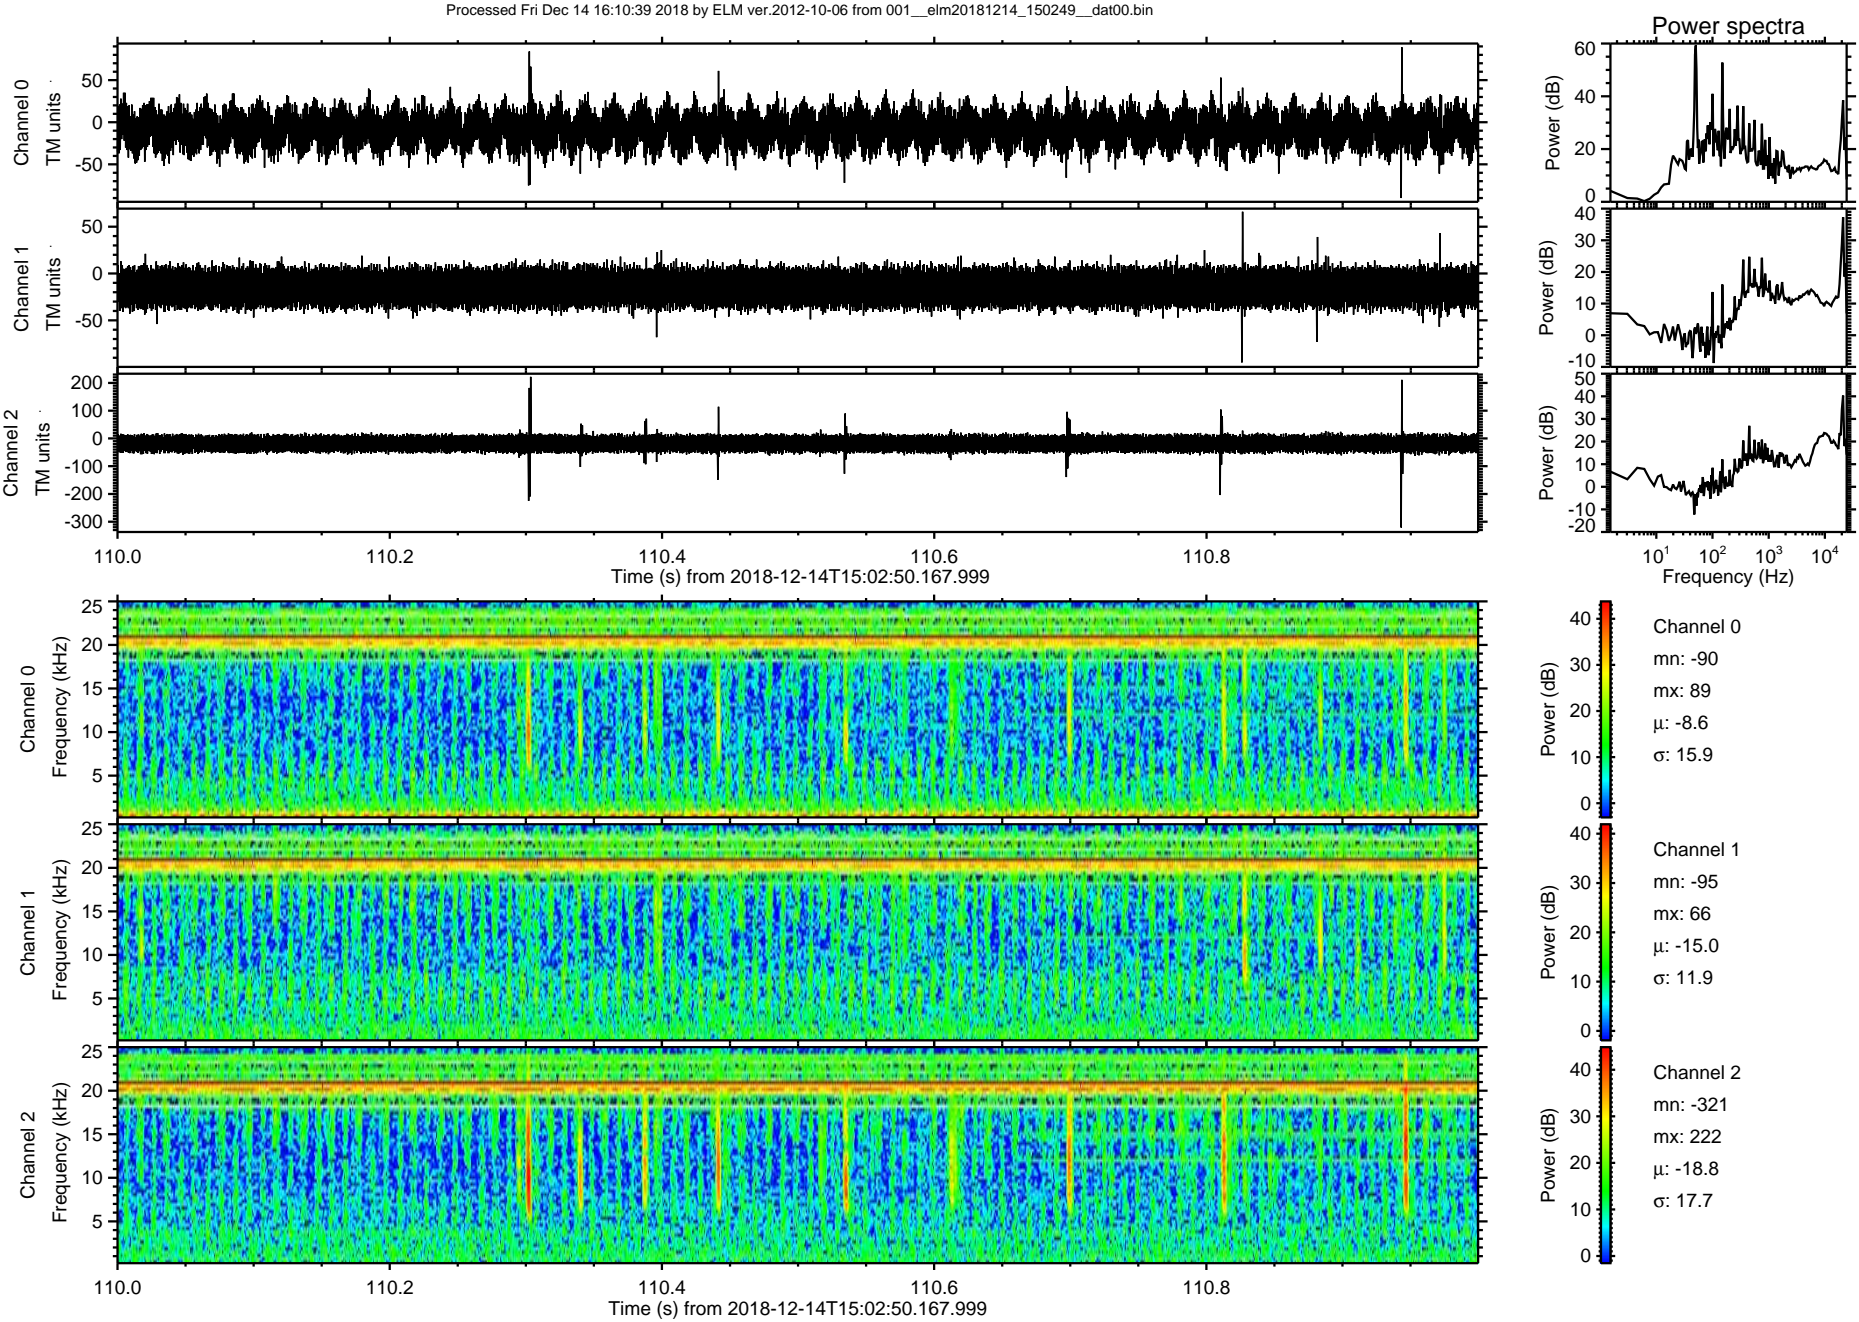 Processed Fri Dec 14 16:10:39 2018 by ELM ver.2012-10-06 from 001__elm20181214_150249__dat00.bin
Power spectra
Channel 0
TM units
50
0
-50
Power (dB)
60
40
20
0
Channel 1
TM units
50
0
-50
Power (dB)
40
30
20
10
0
-10
Channel 2
TM units
200
100
0
-100
-200
-300
Power (dB)
50
40
30
20
10
0
-10
-20
110.0 110.2 110.4 110.6 110.8
Time (s) from 2018-12-14T15:02:50.167.999
10¹ 10² 10³ 10⁴
Frequency (Hz)
Channel 0
Frequency (kHz)
25
20
15
10
5
Power (dB)
40
30
20
10
0
Channel 0
mn: -90
mx: 89
μ: -8.6
σ: 15.9
Channel 1
Frequency (kHz)
25
20
15
10
5
Power (dB)
40
30
20
10
0
Channel 1
mn: -95
mx: 66
μ: -15.0
σ: 11.9
Channel 2
Frequency (kHz)
25
20
15
10
5
Power (dB)
40
30
20
10
0
Channel 2
mn: -321
mx: 222
μ: -18.8
σ: 17.7
110.0 110.2 110.4 110.6 110.8
Time (s) from 2018-12-14T15:02:50.167.999